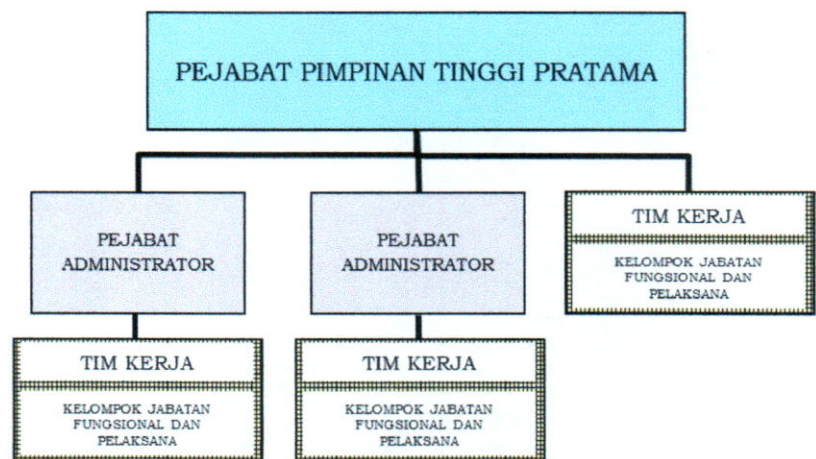 PEJABAT PIMPINAN TINGGI PRATAMA
PEJABAT
ADMINISTRATOR
PEJABAT
ADMINISTRATOR
TIM KERJA
KELOMPOK JABATAN
FUNGSIONAL DAN
PELAKSANA
TIM KERJA
KELOMPOK JABATAN
FUNGSIONAL DAN
PELAKSANA
TIM KERJA
KELOMPOK JABATAN
FUNGSIONAL DAN
PELAKSANA